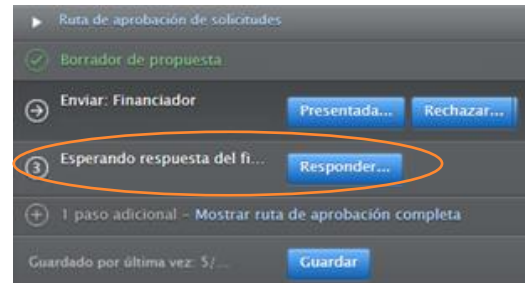 Ruta de aprobación de solicitudes
Borrador de propuesta
Enviar: Financiador Presentada... Rechazar...
3 Esperando respuesta del fi... Responder...
1 paso adicional – Mostrar ruta de aprobación completa
Guardado por última vez: 5/... Guardar